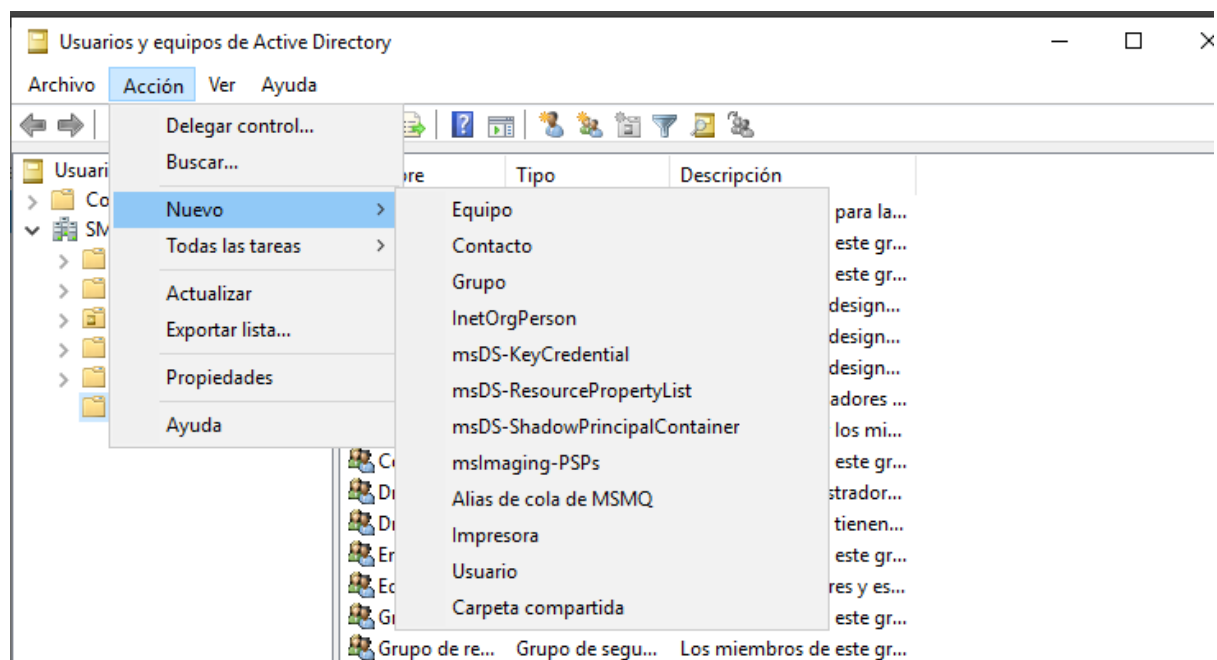 Usuarios y equipos de Active Directory
Archivo Acción Ver Ayuda
Delegar control...
Buscar...
Nuevo
Todas las tareas
Actualizar
Exportar lista...
Propiedades
Ayuda
Usuari
Co
SM
bre Tipo Descripción
Equipo
Contacto
Grupo
InetOrgPerson
msDS-KeyCredential
msDS-ResourcePropertyList
msDS-ShadowPrincipalContainer
msImaging-PSPs
Alias de cola de MSMQ
Impresora
Usuario
Carpeta compartida
para la...
este gr...
este gr...
design...
design...
design...
adores ...
los mi...
este gr...
strador...
tienen...
este gr...
res y es...
este gr...
Dr
Er
Grupo de re... Grupo de segu... Los miembros de este gr...